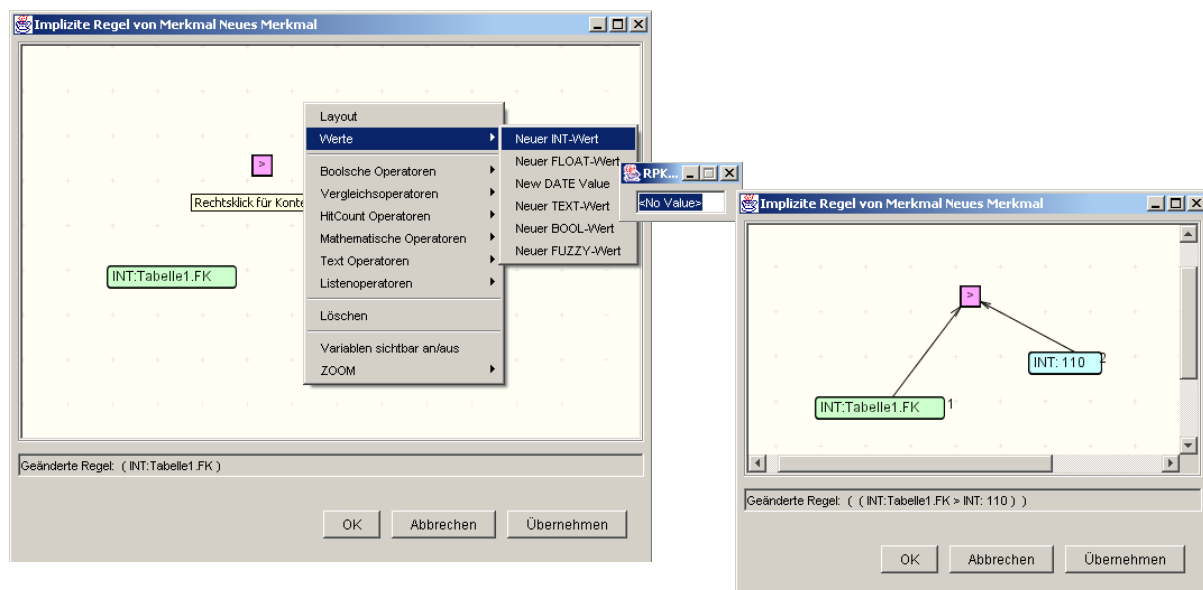 Implizite Regel von Merkmal Neues Merkmal
>
Rechtsklick für Konte
INT:Tabelle1.FK
Layout
Werte
Boolsche Operatoren
Vergleichsoperatoren
HitCount Operatoren
Mathematische Operatoren
Text Operatoren
Listenoperatoren
Löschen
Variablen sichtbar an/aus
ZOOM
Neuer INT-Wert
Neuer FLOAT-Wert
New DATE Value
Neuer TEXT-Wert
Neuer BOOL-Wert
Neuer FUZZY-Wert
RPK...
<No Value>
Geänderte Regel: ( INT:Tabelle1.FK )
OK Abbrechen Übernehmen
Implizite Regel von Merkmal Neues Merkmal
>
INT: 110 2
INT:Tabelle1.FK 1
Geänderte Regel: ( ( INT:Tabelle1.FK > INT: 110 ) )
OK Abbrechen Übernehmen